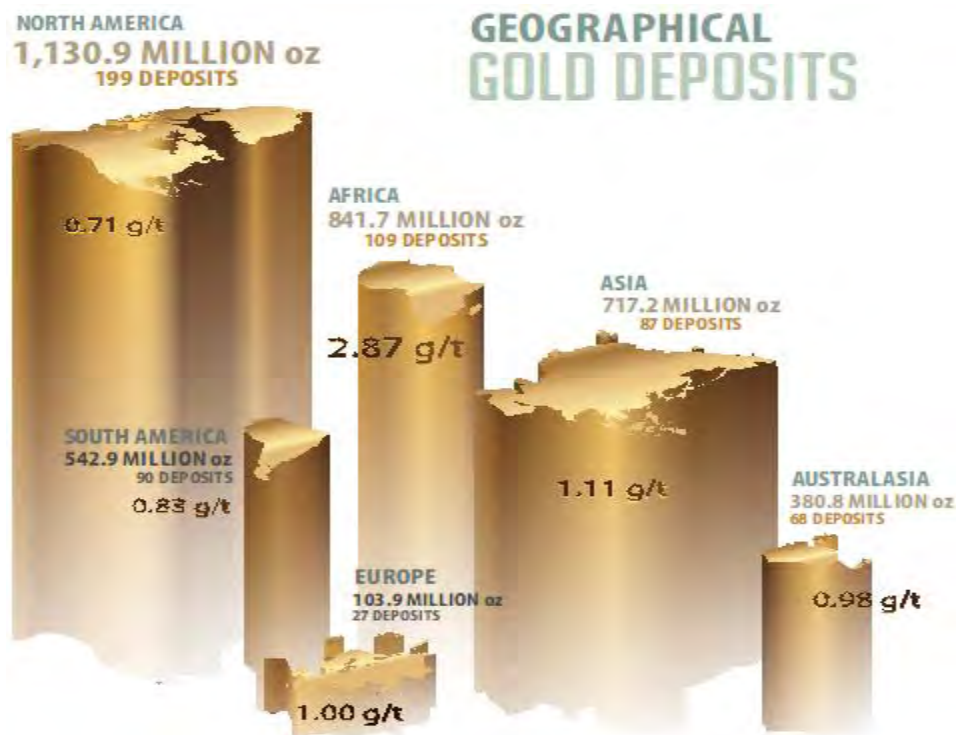 GEOGRAPHICAL
GOLD DEPOSITS
NORTH AMERICA
1,130.9 MILLION oz
199 DEPOSITS
0.71 g/t
AFRICA
841.7 MILLION oz
109 DEPOSITS
2.87 g/t
ASIA
717.2 MILLION oz
87 DEPOSITS
1.11 g/t
SOUTH AMERICA
542.9 MILLION oz
90 DEPOSITS
0.83 g/t
AUSTRALASIA
380.8 MILLION oz
68 DEPOSITS
0.98 g/t
EUROPE
103.9 MILLION oz
27 DEPOSITS
1.00 g/t